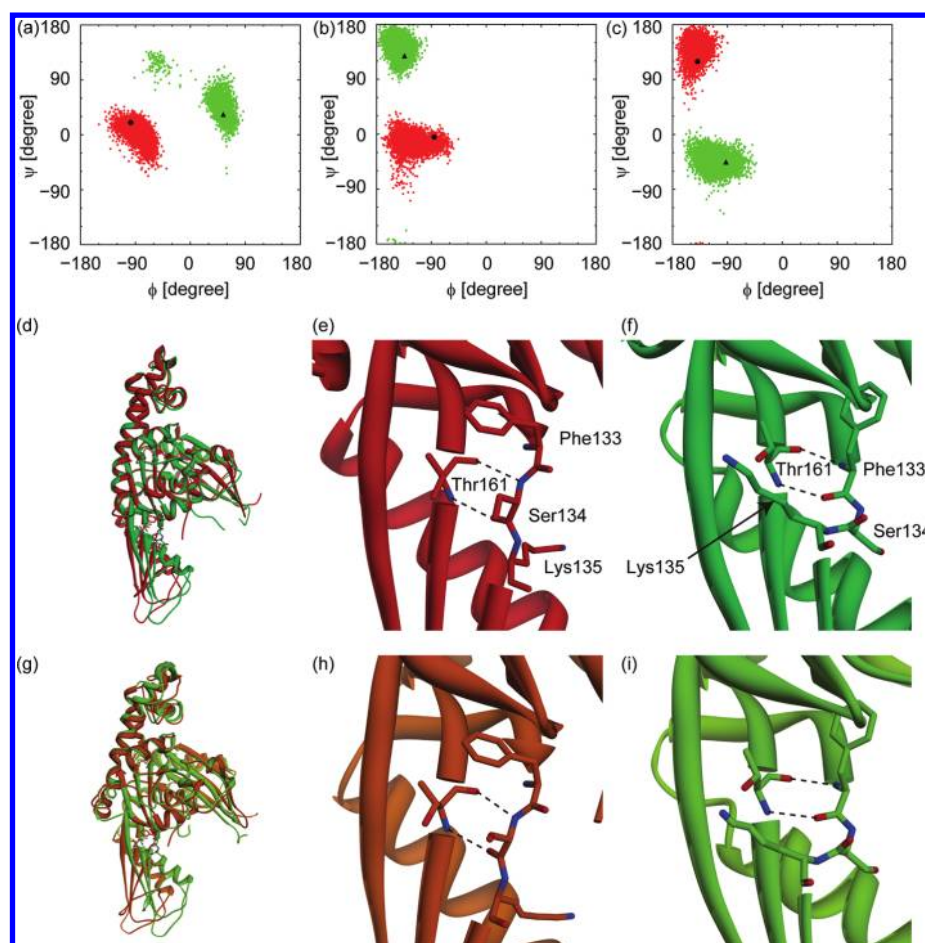 (a) (b) (c)
180 180 180
90 90 90
0 0 0
−90 −90 −90
−180 −180 −180
ψ [degree] ψ [degree] ψ [degree]
−180 −90 0 90 180 −180 −90 0 90 180 −180 −90 0 90 180
ϕ [degree] ϕ [degree] ϕ [degree]
(d) (e) (f)
Phe133
Thr161
Ser134
Lys135
Thr161
Phe133
Ser134
Lys135
(g) (h) (i)